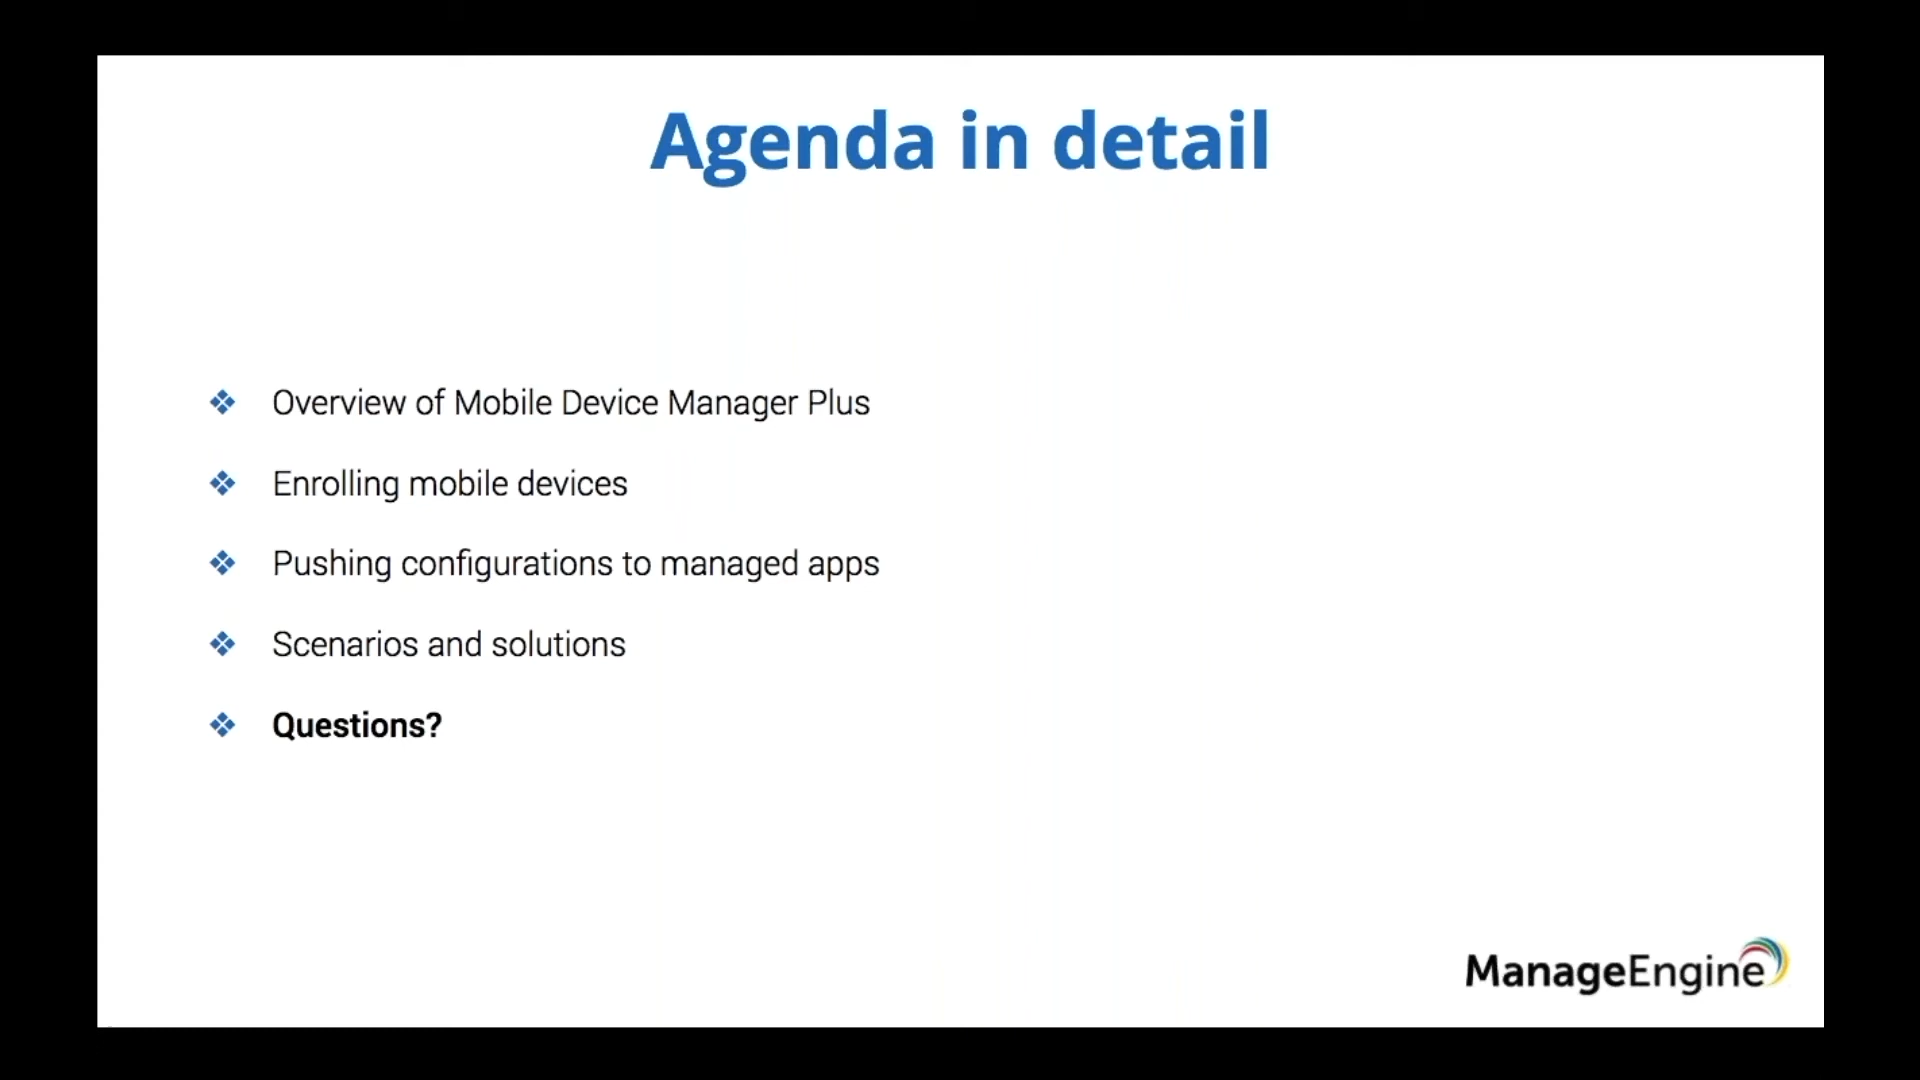 Agenda in detail
Overview of Mobile Device Manager Plus
Enrolling mobile devices
Pushing configurations to managed apps
Scenarios and solutions
Questions?
ManageEngine